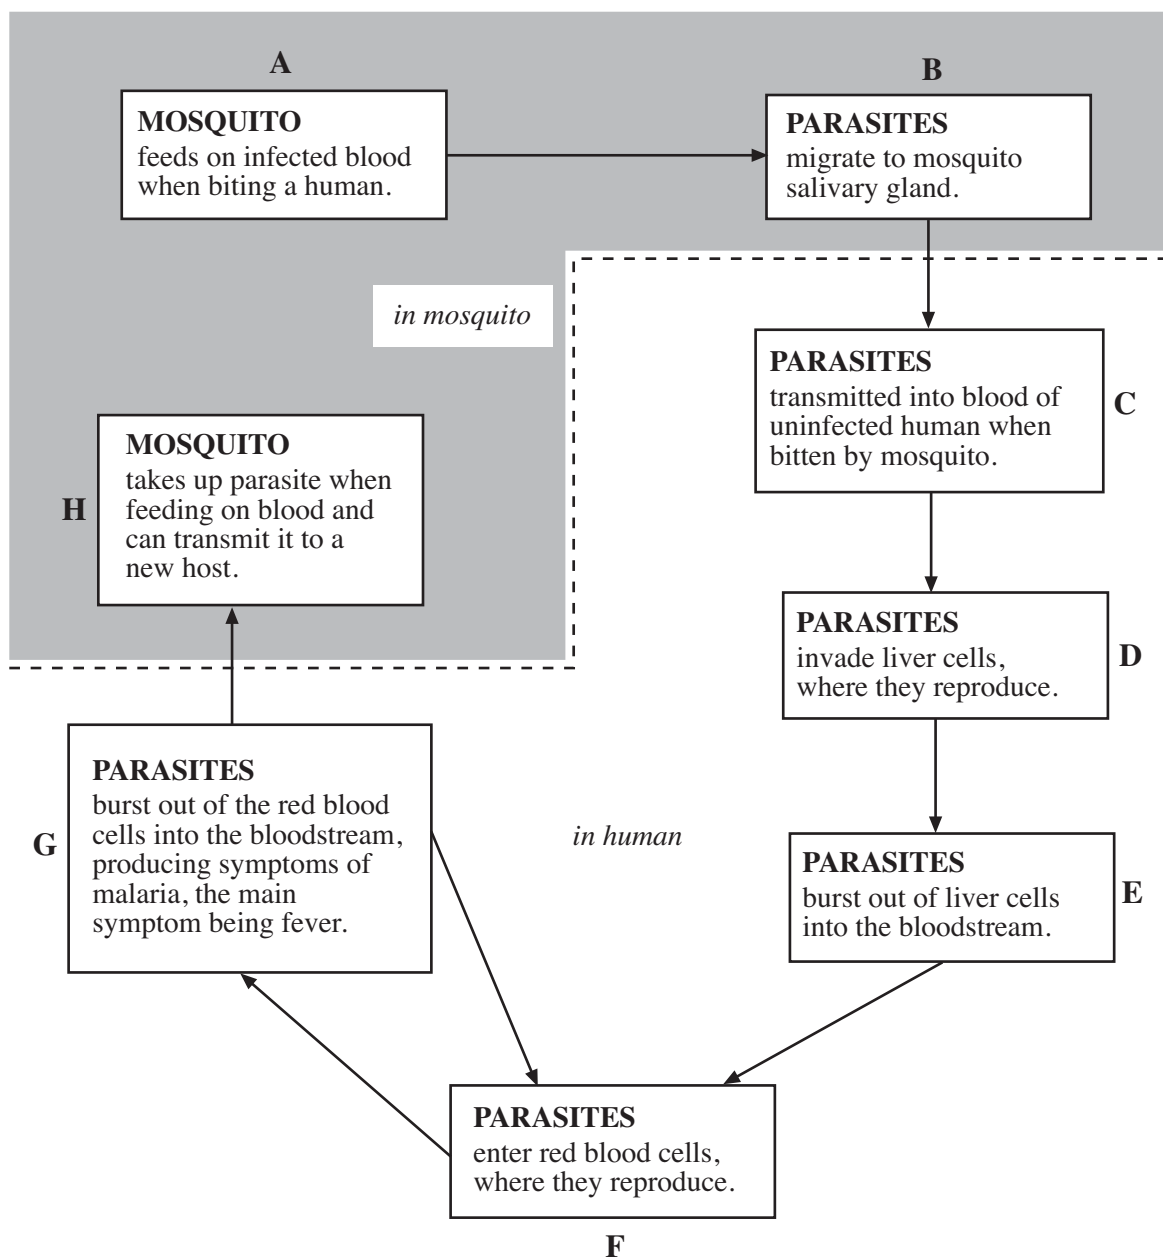 A
MOSQUITO
feeds on infected blood
when biting a human.
B
PARASITES
migrate to mosquito
salivary gland.
in mosquito
PARASITES
transmitted into blood of
uninfected human when
bitten by mosquito.
C
MOSQUITO
takes up parasite when
feeding on blood and
can transmit it to a
new host.
H
PARASITES
invade liver cells,
where they reproduce.
D
PARASITES
burst out of the red blood
cells into the bloodstream,
producing symptoms of
malaria, the main
symptom being fever.
G
in human
PARASITES
burst out of liver cells
into the bloodstream.
E
PARASITES
enter red blood cells,
where they reproduce.
F